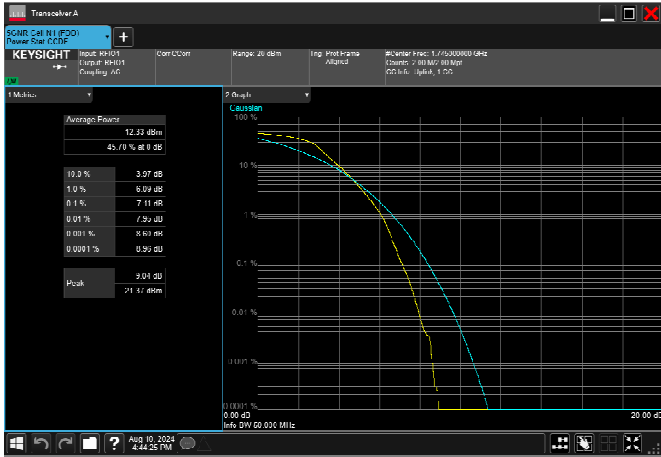 Transceiver A
5GNR Cell N1 (FDD)
Power Stat CCDF
KEYSIGHT
Input: RFIO1
Output: RFIO1
Coupling: AC
Corr CCorr
Range: 20 dBm
Trig: Prot Frame
Aligned
#Center Freq: 1.745000000 GHz
Counts: 2.00 M/2.00 Mpt
CC Info: Uplink, 1 CC
1 Metrics
2 Graph
Gaussian
Average Power
12.33 dBm
45.70 % at 0 dB
10.0 % 3.97 dB
1.0 % 6.09 dB
0.1 % 7.11 dB
0.01 % 7.95 dB
0.001 % 8.60 dB
0.0001 % 8.96 dB
Peak
9.04 dB
21.37 dBm
100 %
10 %
1 %
0.1 %
0.01 %
0.001 %
0.0001 %
0.00 dB
20.00 dB
Info BW 50.000 MHz
Aug 10, 2024
4:44:25 PM